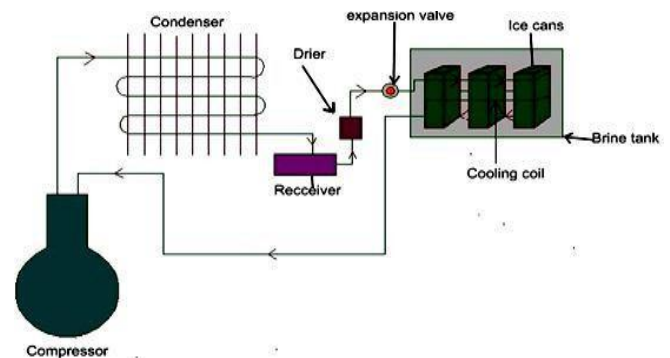 Condenser
expansion valve
Ice cans
Drier
Brine tank
Cooling coil
Recceiver
Compressor